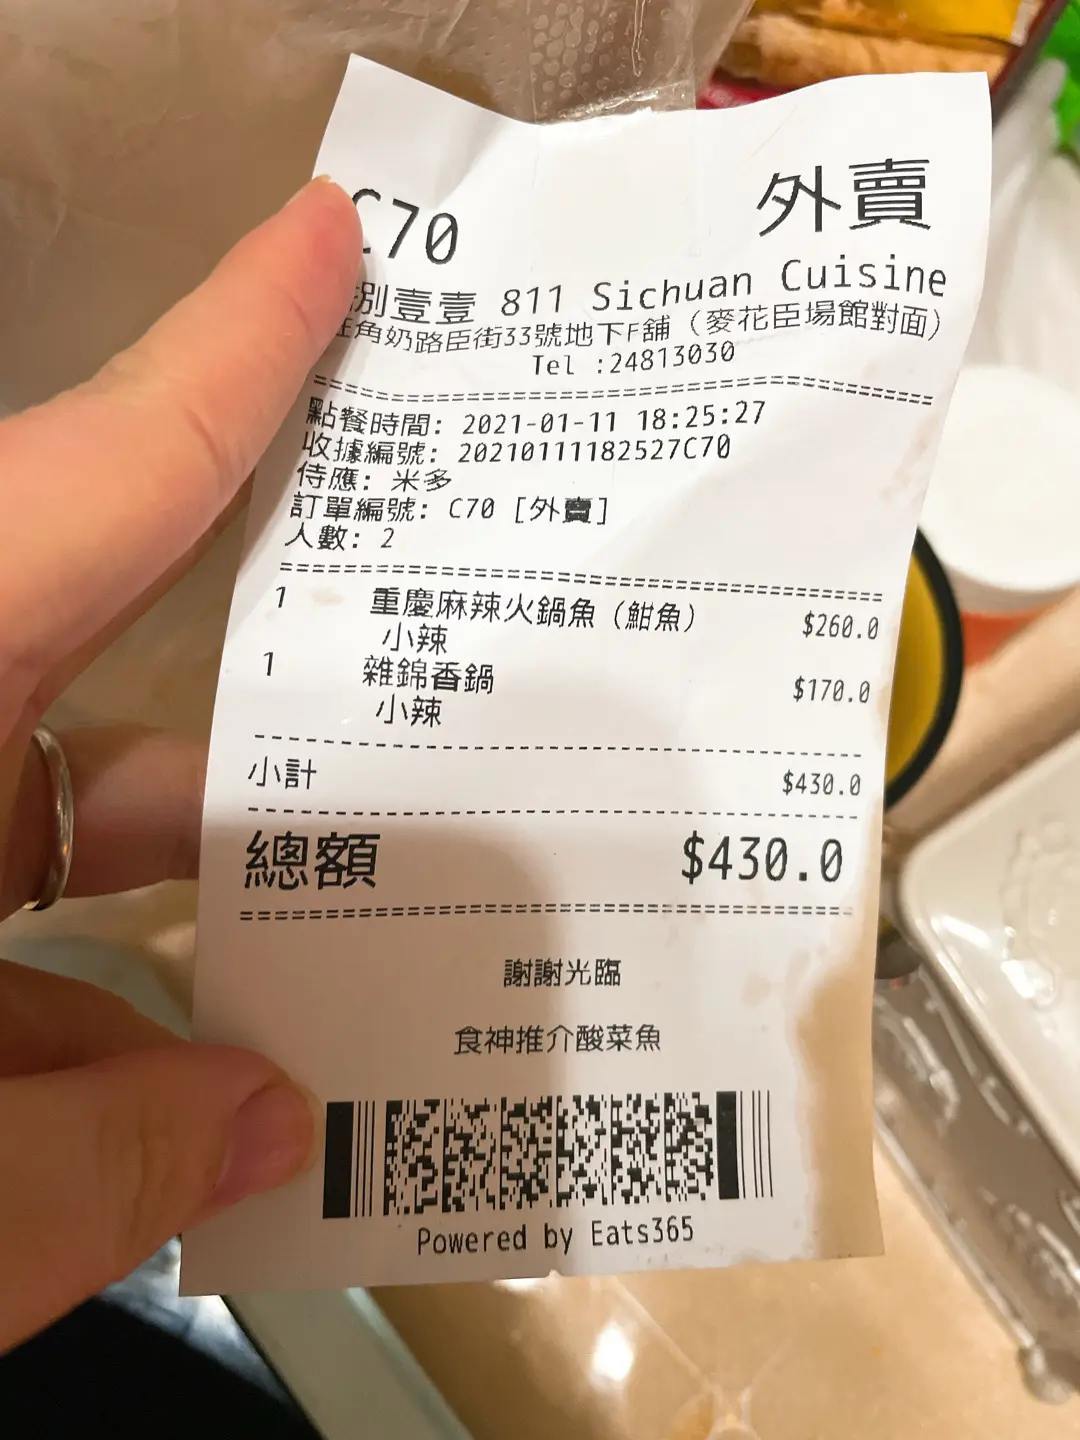 C70
外賣
捌壹壹 811 Sichuan Cuisine
旺角奶路臣街33號地下F舖（麥花臣場館對面）
Tel :24813030
點餐時間: 2021-01-11 18:25:27
收據編號: 20210111182527C70
侍應: 米多
訂單編號: C70 [外賣]
人數: 2
1 重慶麻辣火鍋魚（鮕魚） $260.0
小辣
1 雜錦香鍋 $170.0
小辣
小計 $430.0
總額 $430.0
謝謝光臨
食神推介酸菜魚
Powered by Eats365